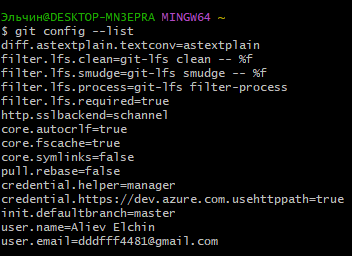 Эльчин@DESKTOP-MN3EPRA MINGW64 ~
$ git config --list
diff.astextplain.textconv=astextplain
filter.lfs.clean=git-lfs clean -- %f
filter.lfs.smudge=git-lfs smudge -- %f
filter.lfs.process=git-lfs filter-process
filter.lfs.required=true
http.sslbackend=schannel
core.autocrlf=true
core.fscache=true
core.symlinks=false
pull.rebase=false
credential.helper=manager
credential.https://dev.azure.com.usehttppath=true
init.defaultbranch=master
user.name=Aliev Elchin
user.email=dddfff4481@gmail.com